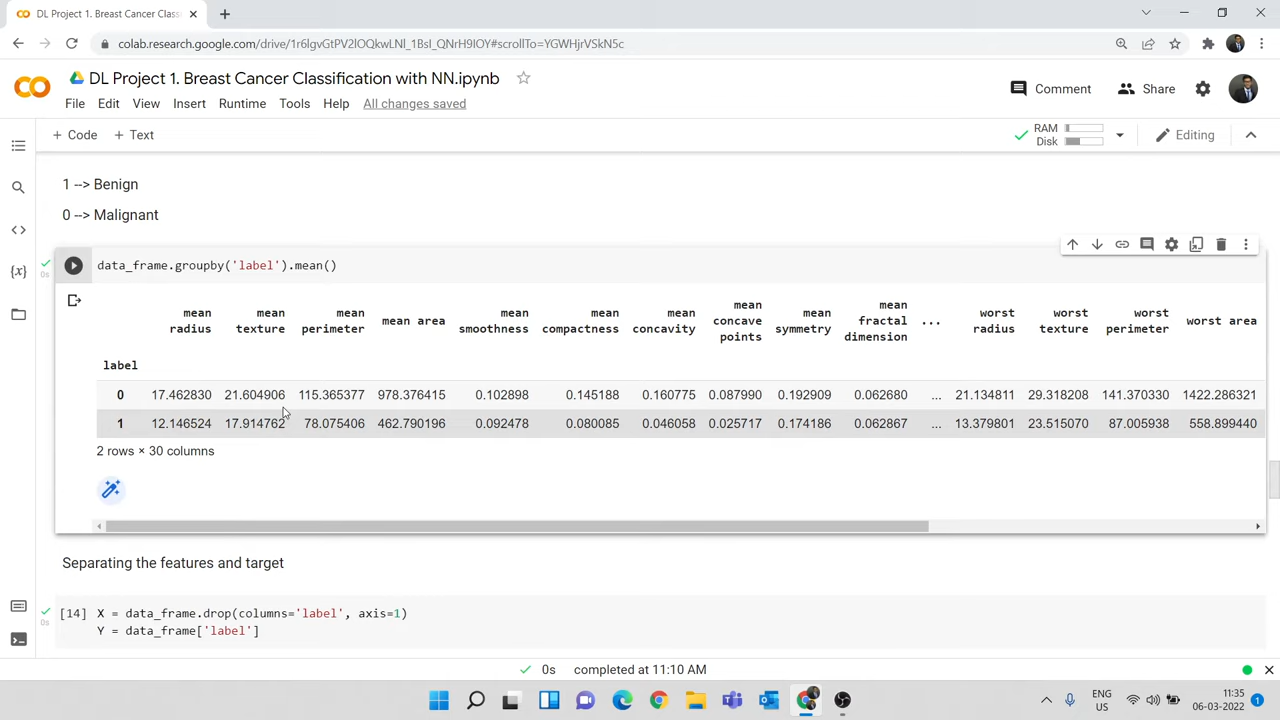 DL Project 1. Breast Cancer Class
colab.research.google.com/drive/1r6lgvGtPV2lOQkwLNl_1BsI_QNrH9IOY#scrollTo=YGWHjrVSkN5c
DL Project 1. Breast Cancer Classification with NN.ipynb
Comment Share
File Edit View Insert Runtime Tools Help All changes saved
+ Code + Text
RAM
Disk
Editing
1 --> Benign
0 --> Malignant
0s
data_frame.groupby('label').mean()
mean radius mean texture mean perimeter mean area mean smoothness mean compactness mean concavity mean concave points mean symmetry mean fractal dimension ... worst radius worst texture worst perimeter worst area
label
0 17.462830 21.604906 115.365377 978.376415 0.102898 0.145188 0.160775 0.087990 0.192909 0.062680 ... 21.134811 29.318208 141.370330 1422.286321
1 12.146524 17.914762 78.075406 462.790196 0.092478 0.080085 0.046058 0.025717 0.174186 0.062867 ... 13.379801 23.515070 87.005938 558.899440
2 rows × 30 columns
Separating the features and target
[14] X = data_frame.drop(columns='label', axis=1)
0s
Y = data_frame['label']
0s completed at 11:10 AM
ENG
US
11:35
06-03-2022
1